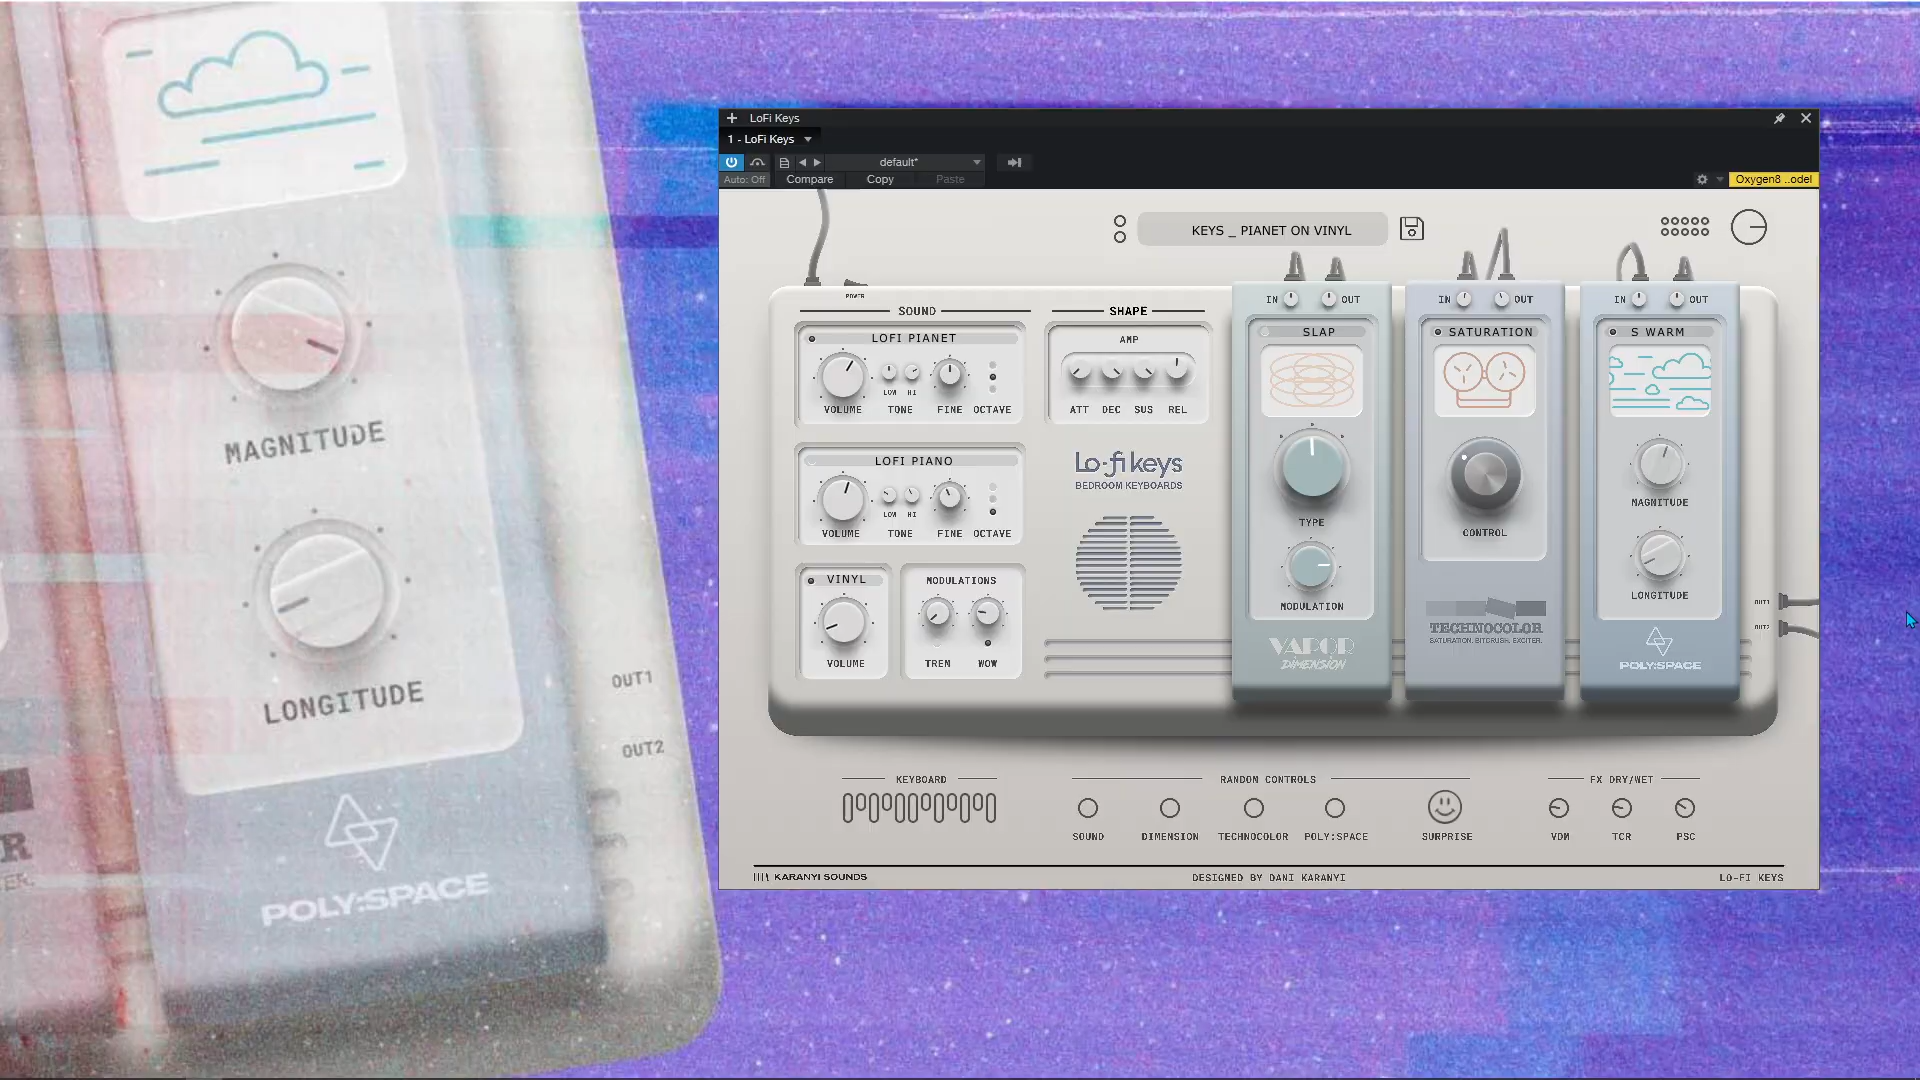 MAGNITUDE
LONGITUDE
OUT1
OUT2
R
POLY:SPACE
LoFi Keys
1 - LoFi Keys
default*
Auto: Off
Compare
Copy
Paste
Oxygen8 ..odel
KEYS _ PIANET ON VINYL
POWER
SOUND
SHAPE
LOFI PIANET
VOLUME
LOW HI
TONE
FINE
OCTAVE
AMP
ATT DEC SUS REL
LOFI PIANO
VOLUME
LOW HI
TONE
FINE
OCTAVE
VINYL
VOLUME
MODULATIONS
TREM
WOW
Lo-fi keys
BEDROOM KEYBOARDS
IN OUT
SLAP
TYPE
MODULATION
VAPOR
DIMENSION
IN OUT
SATURATION
CONTROL
TECHNOCOLOR
SATURATION. BITCRUSH. EXCITER.
IN OUT
S WARM
MAGNITUDE
LONGITUDE
POLY:SPACE
OUT1
OUT2
KEYBOARD
RANDOM CONTROLS
SOUND
DIMENSION
TECHNOCOLOR
POLY:SPACE
SURPRISE
FX DRY/WET
VDM
TCR
PSC
KARANYI SOUNDS
DESIGNED BY DANI KARANYI
LO-FI KEYS